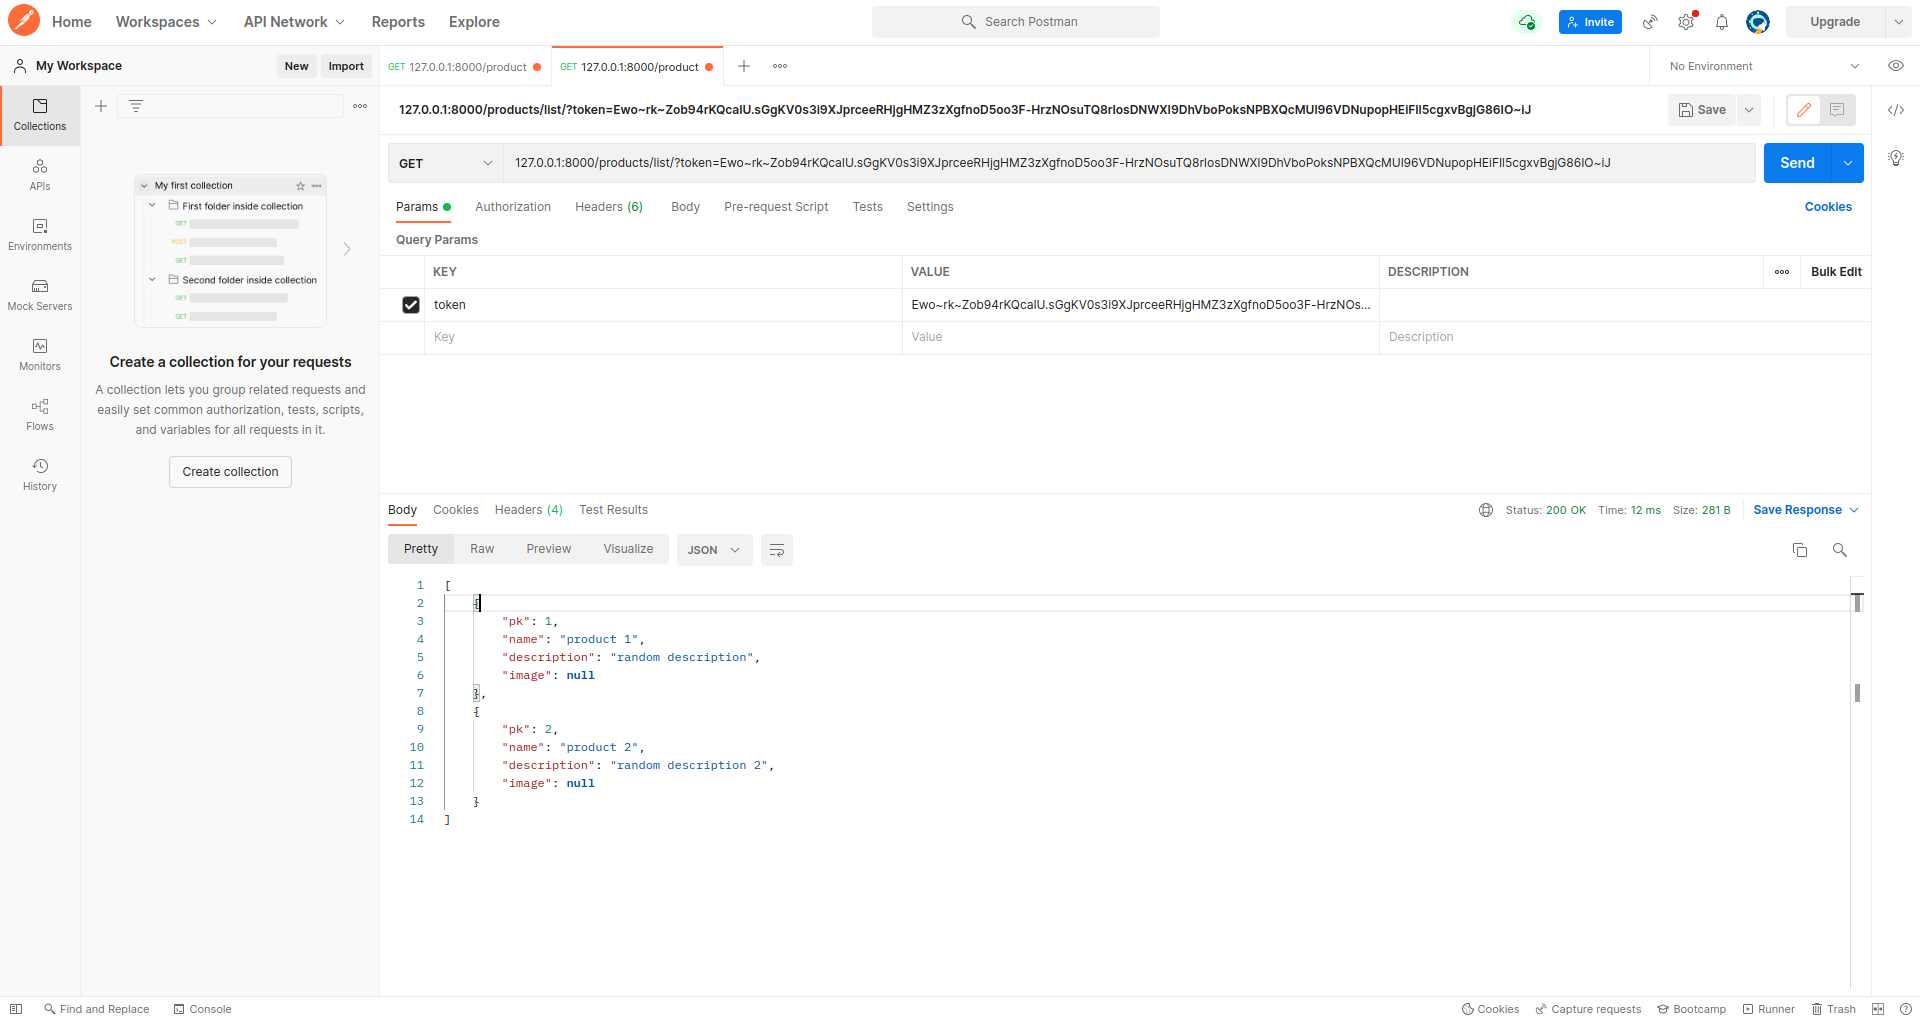 Home Workspaces API Network Reports Explore Search Postman Invite Upgrade
My Workspace New Import GET 127.0.0.1:8000/product GET 127.0.0.1:8000/product No Environment
Collections
APIs
Environments
Mock Servers
Monitors
Flows
History
My first collection
First folder inside collection
GET
POST
GET
Second folder inside collection
GET
GET
Create a collection for your requests
A collection lets you group related requests and
easily set common authorization, tests, scripts,
and variables for all requests in it.
Create collection
127.0.0.1:8000/products/list/?token=Ewo~rk~Zob94rKQcaIU.sGgKV0s3i9XJprceeRHjgHMZ3zXgfnoD5oo3F-HrzNOsuTQ8rIosDNWXI9DhVboPoksNPBXQcMUI96VDNupopHEiFIl5cgxvBgjG86IO~iJ Save
GET 127.0.0.1:8000/products/list/?token=Ewo~rk~Zob94rKQcaIU.sGgKV0s3i9XJprceeRHjgHMZ3zXgfnoD5oo3F-HrzNOsuTQ8rIosDNWXI9DhVboPoksNPBXQcMUI96VDNupopHEiFIl5cgxvBgjG86IO~iJ Send
Params Authorization Headers (6) Body Pre-request Script Tests Settings Cookies
Query Params
KEY VALUE DESCRIPTION Bulk Edit
token Ewo~rk~Zob94rKQcaIU.sGgKV0s3i9XJprceeRHjgHMZ3zXgfnoD5oo3F-HrzNOs...
Key Value Description
Body Cookies Headers (4) Test Results Status: 200 OK Time: 12 ms Size: 281 B Save Response
Pretty Raw Preview Visualize JSON
1 [
2 {
3 "pk": 1,
4 "name": "product 1",
5 "description": "random description",
6 "image": null
7 },
8 {
9 "pk": 2,
10 "name": "product 2",
11 "description": "random description 2",
12 "image": null
13 }
14 ]
Find and Replace Console Cookies Capture requests Bootcamp Runner Trash